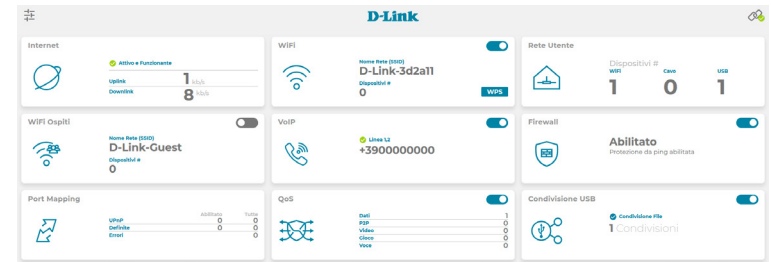 D-Link
Internet
Attivo e Funzionante
Uplink 1 kb/s
Downlink 8 kb/s
WiFi
Nome Rete (SSID)
D-Link-3d2a11
Dispositivi #
0
WPS
Rete Utente
Dispositivi #
WiFi Cavo USB
1 0 1
WiFi Ospiti
Nome Rete (SSID)
D-Link-Guest
Dispositivi #
0
VoIP
Linea L2
+3900000000
Firewall
Abilitato
Protezione da ping abilitata
Port Mapping
Abilitato Tutte
UPnP 0 0
Definite 0 0
Errori 0
QoS
Dati 1
P2P 0
Video 0
Gioco 0
Voce 0
Condivisione USB
Condivisione File
1 Condivisioni